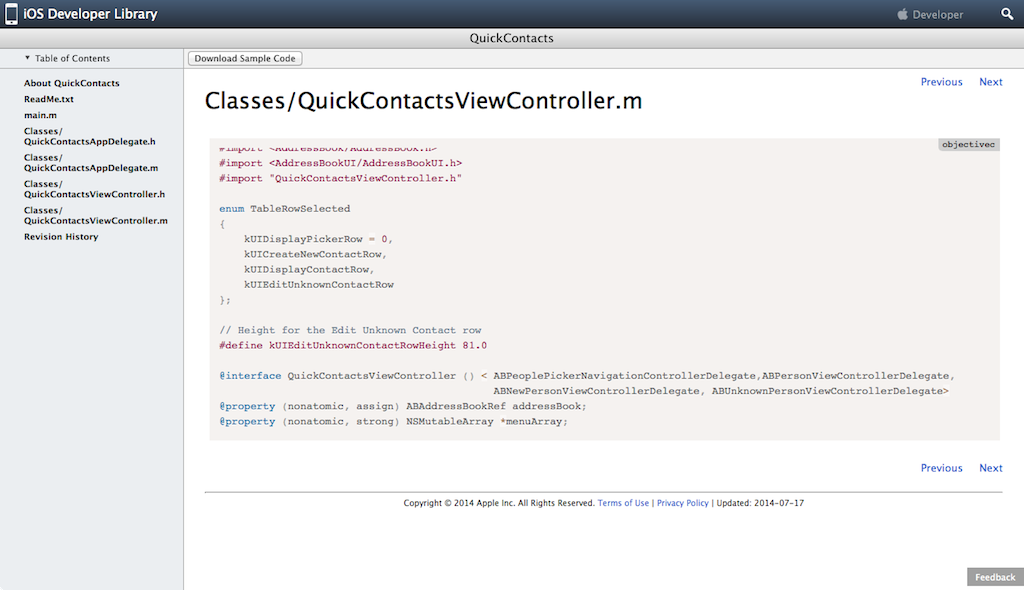 iOS Developer Library
Developer
QuickContacts
▼ Table of Contents
Download Sample Code
About QuickContacts
ReadMe.txt
main.m
Classes/
QuickContactsAppDelegate.h
Classes/
QuickContactsAppDelegate.m
Classes/
QuickContactsViewController.h
Classes/
QuickContactsViewController.m
Revision History
Previous Next
Classes/QuickContactsViewController.m
objectivec
#import <AddressBook/AddressBook.h>
#import <AddressBookUI/AddressBookUI.h>
#import "QuickContactsViewController.h"
enum TableRowSelected
{
kUIDisplayPickerRow = 0,
kUICreateNewContactRow,
kUIDisplayContactRow,
kUIEditUnknownContactRow
};
// Height for the Edit Unknown Contact row
#define kUIEditUnknownContactRowHeight 81.0
@interface QuickContactsViewController () < ABPeoplePickerNavigationControllerDelegate,ABPersonViewControllerDelegate,
ABNewPersonViewControllerDelegate, ABUnknownPersonViewControllerDelegate>
@property (nonatomic, assign) ABAddressBookRef addressBook;
@property (nonatomic, strong) NSMutableArray *menuArray;
Previous Next
Copyright © 2014 Apple Inc. All Rights Reserved. Terms of Use | Privacy Policy | Updated: 2014-07-17
Feedback